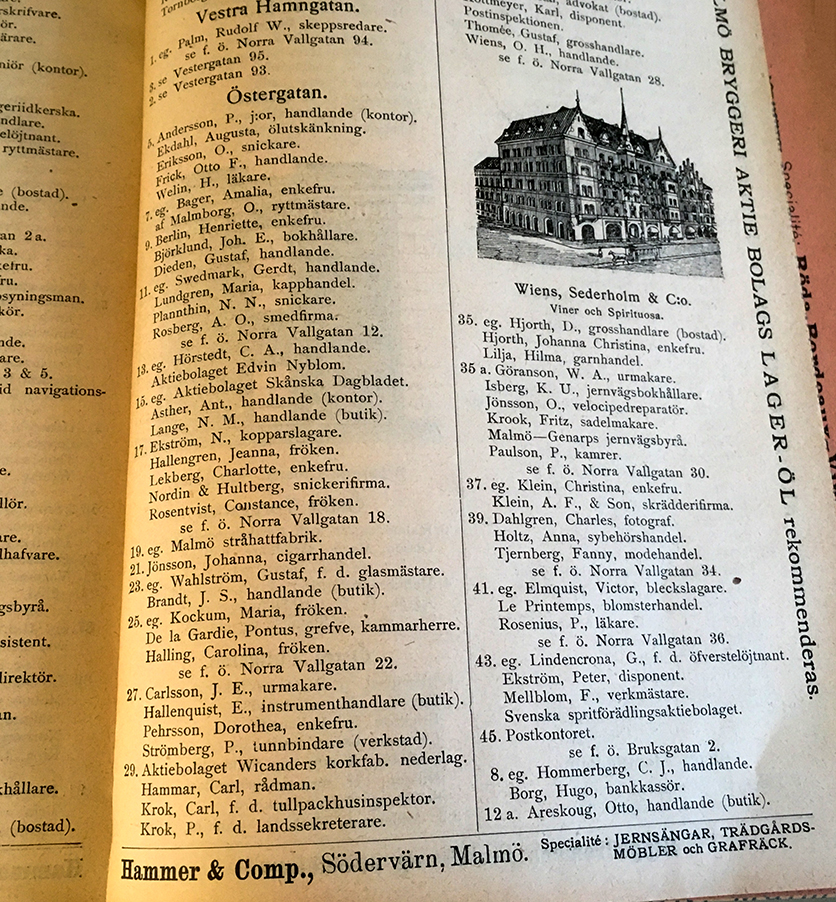 rskrifvare.
ör.
ärare.
niör (kontor).
geriidkerska.
ndlare.
elöjtnant.
ryttmästare.
(bostad).
nde.
an 2 a.
ka.
kefru.
fru.
osyningsman.
kör.
nde.
are.
3 & 5.
id navigations-
e.
llör.
are.
lhafvare.
gsbyrå.
sistent.
direktör.
an.
khållare.
(bostad).
Vestra Hamngatan.
1. eg. Palm, Rudolf W., skeppsredare.
se f. ö. Norra Vallgatan 94.
3. se Vestergatan 95.
2. se Vestergatan 93.
Östergatan.
5. Andersson, P., j:or, handlande (kontor).
Ekdahl, Augusta, ölutskänkning.
Eriksson, O., snickare.
Frick, Otto F., handlande.
Welin, H., läkare.
7. eg. Bager, Amalia, enkefru.
af Malmborg, O., ryttmästare.
9. Berlin, Henriette, enkefru.
Björklund, Joh. E., bokhållare.
Dieden, Gustaf, handlande.
11. eg. Swedmark, Gerdt, handlande.
Lundgren, Maria, kapphandel.
Plannthin, N. N., snickare.
Rosberg, A. O., smedfirma.
se f. ö. Norra Vallgatan 12.
13. eg. Hörstedt, C. A., handlande.
Aktiebolaget Edvin Nyblom.
15. eg. Aktiebolaget Skånska Dagbladet.
Asther, Ant., handlande (kontor).
Lange, N. M., handlande (butik).
17. Ekström, N., kopparslagare.
Hallengren, Jeanna, fröken.
Lekberg, Charlotte, enkefru.
Nordin & Hultberg, snickerifirma.
Rosentvist, Constance, fröken.
se f. ö. Norra Vallgatan 18.
19. eg. Malmö stråhattfabrik.
21. Jönsson, Johanna, cigarrhandel.
23. eg. Wahlström, Gustaf, f. d. glasmästare.
Brandt, J. S., handlande (butik).
25. eg. Kockum, Maria, fröken.
De la Gardie, Pontus, grefve, kammarherre.
Halling, Carolina, fröken.
se f. ö. Norra Vallgatan 22.
27. Carlsson, J. E., urmakare.
Hallenquist, E., instrumenthandlare (butik).
Pehrsson, Dorothea, enkefru.
Strömberg, P., tunnbindare (verkstad).
29. Aktiebolaget Wicanders korkfab. nederlag.
Hammar, Carl, rådman.
Krok, Carl, f. d. tullpackhusinspektor.
Krok, P., f. d. landssekreterare.
advokat (bostad).
Karl, disponent.
Postinspektionen.
Thomée, Gustaf, grosshandlare.
Wiens, O. H., handlande.
se f. ö. Norra Vallgatan 28.
Wiens, Sederholm & C:o.
Viner och Spirituosa.
35. eg. Hjorth, D., grosshandlare (bostad).
Hjorth, Johanna Christina, enkefru.
Lilja, Hilma, garnhandel.
35 a. Göranson, W. A., urmakare.
Isberg, K. U., jernvägsbokhållare.
Jönsson, O., velocipedreparatör.
Krook, Fritz, sadelmakare.
Malmö—Genarps jernvägsbyrå.
Paulson, P., kamrer.
se f. ö. Norra Vallgatan 30.
37. eg. Klein, Christina, enkefru.
Klein, A. F., & Son, skrädderifirma.
39. Dahlgren, Charles, fotograf.
Holtz, Anna, sybehörshandel.
Tjernberg, Fanny, modehandel.
se f. ö. Norra Vallgatan 34.
41. eg. Elmquist, Victor, bleckslagare.
Le Printemps, blomsterhandel.
Rosenius, P., läkare.
se f. ö. Norra Vallgatan 36.
43. eg. Lindencrona, G., f. d. öfverstelöjtnant.
Ekström, Peter, disponent.
Mellblom, F., verkmästare.
Svenska spritförädlingsaktiebolaget.
45. Postkontoret.
se f. ö. Bruksgatan 2.
8. eg. Hommerberg, C. J., handlande.
Borg, Hugo, bankkassör.
12 a. Areskoug, Otto, handlande (butik).
LMÖ BRYGGERI AKTIE BOLAGS LAGER-ÖL rekommenderas.
Specialité:
Röda Bordeaux
Hammer & Comp., Södervärn, Malmö.
Specialité: JERNSÄNGAR, TRÄDGÅRDS-
MÖBLER och GRAFRÄCK.